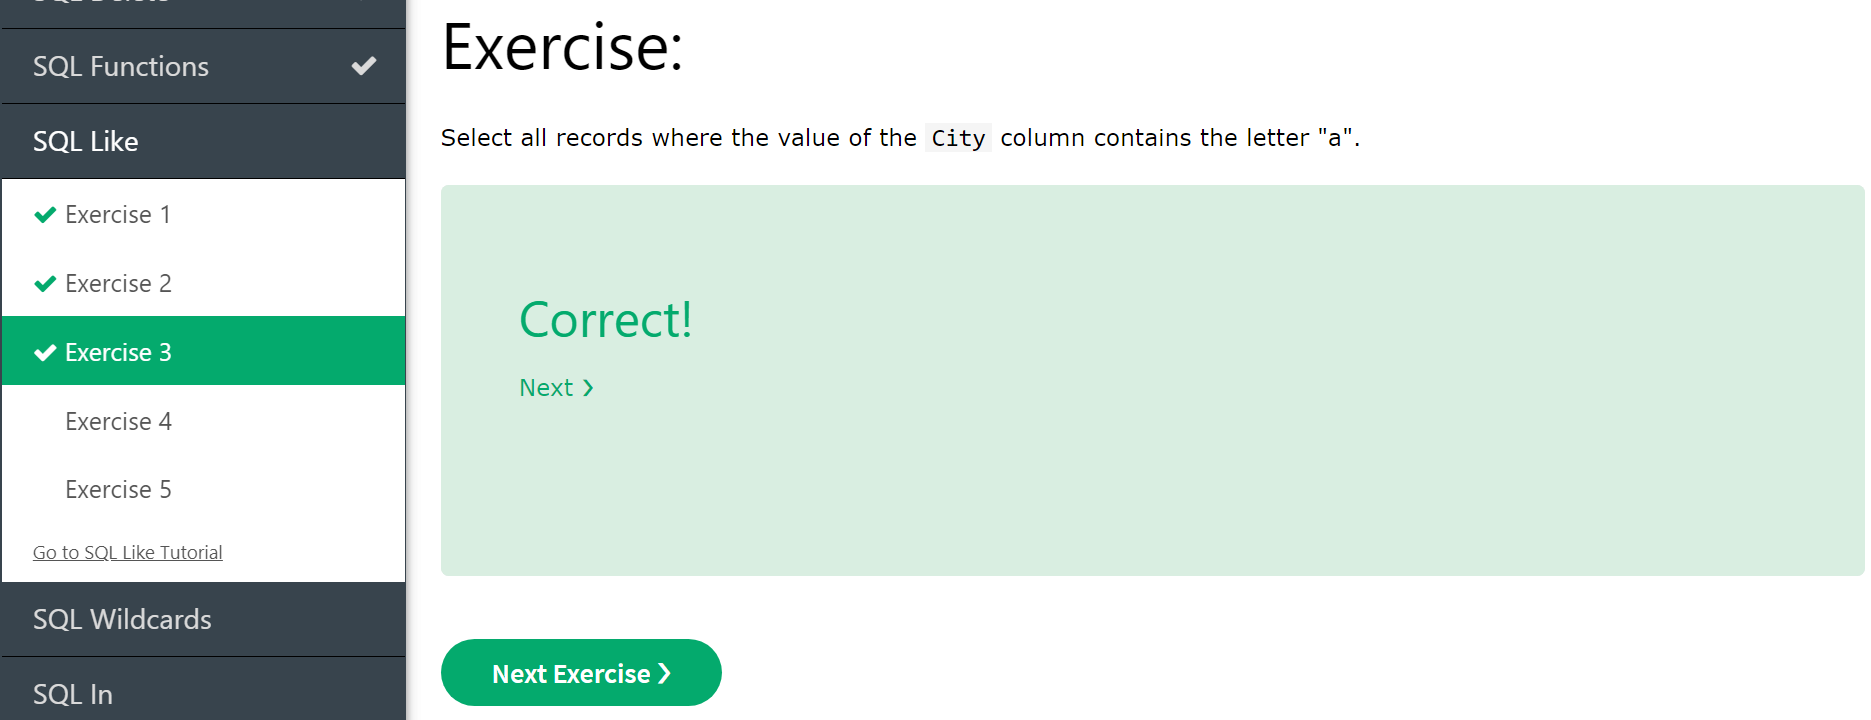 SQL Functions
SQL Like
Exercise 1
Exercise 2
Exercise 3
Exercise 4
Exercise 5
Go to SQL Like Tutorial
SQL Wildcards
SQL In
Exercise:
Select all records where the value of the City column contains the letter "a".
Correct!
Next ❯
Next Exercise ❯